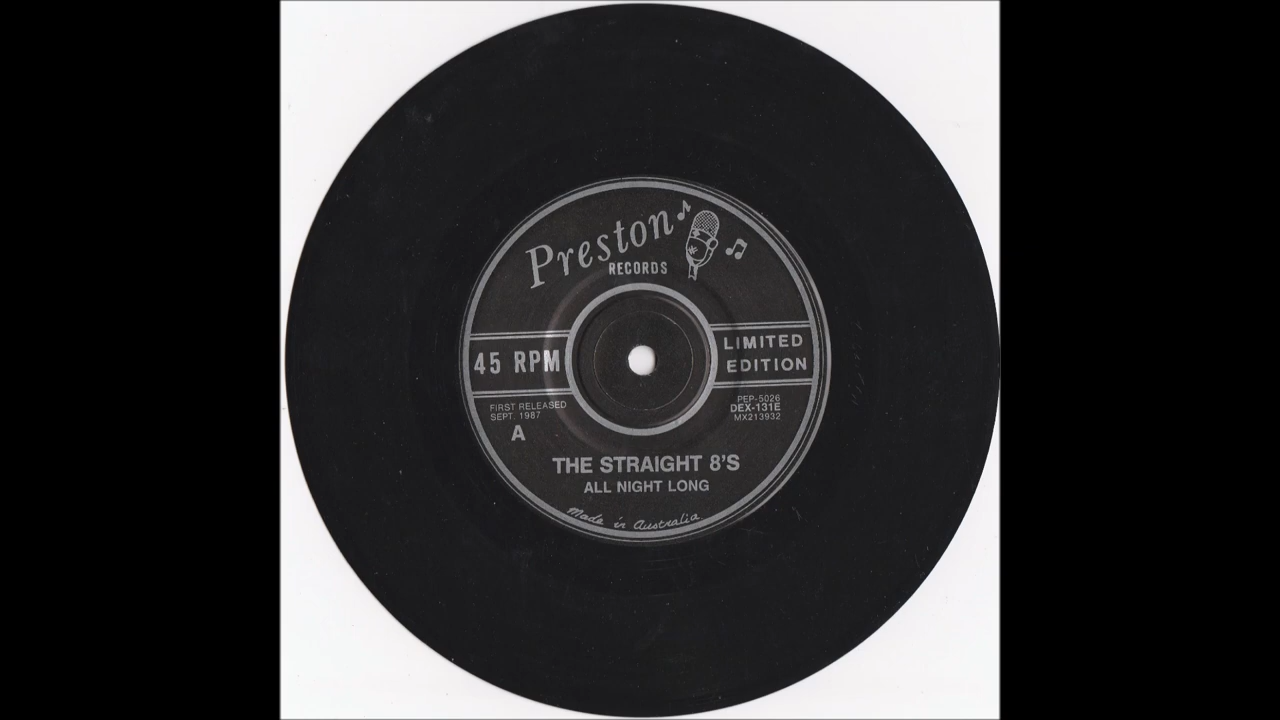 Preston
RECORDS
45 RPM
LIMITED
EDITION
FIRST RELEASED
SEPT. 1987
A
PEP-5026
DEX-131E
MX213932
THE STRAIGHT 8'S
ALL NIGHT LONG
Made in Australia